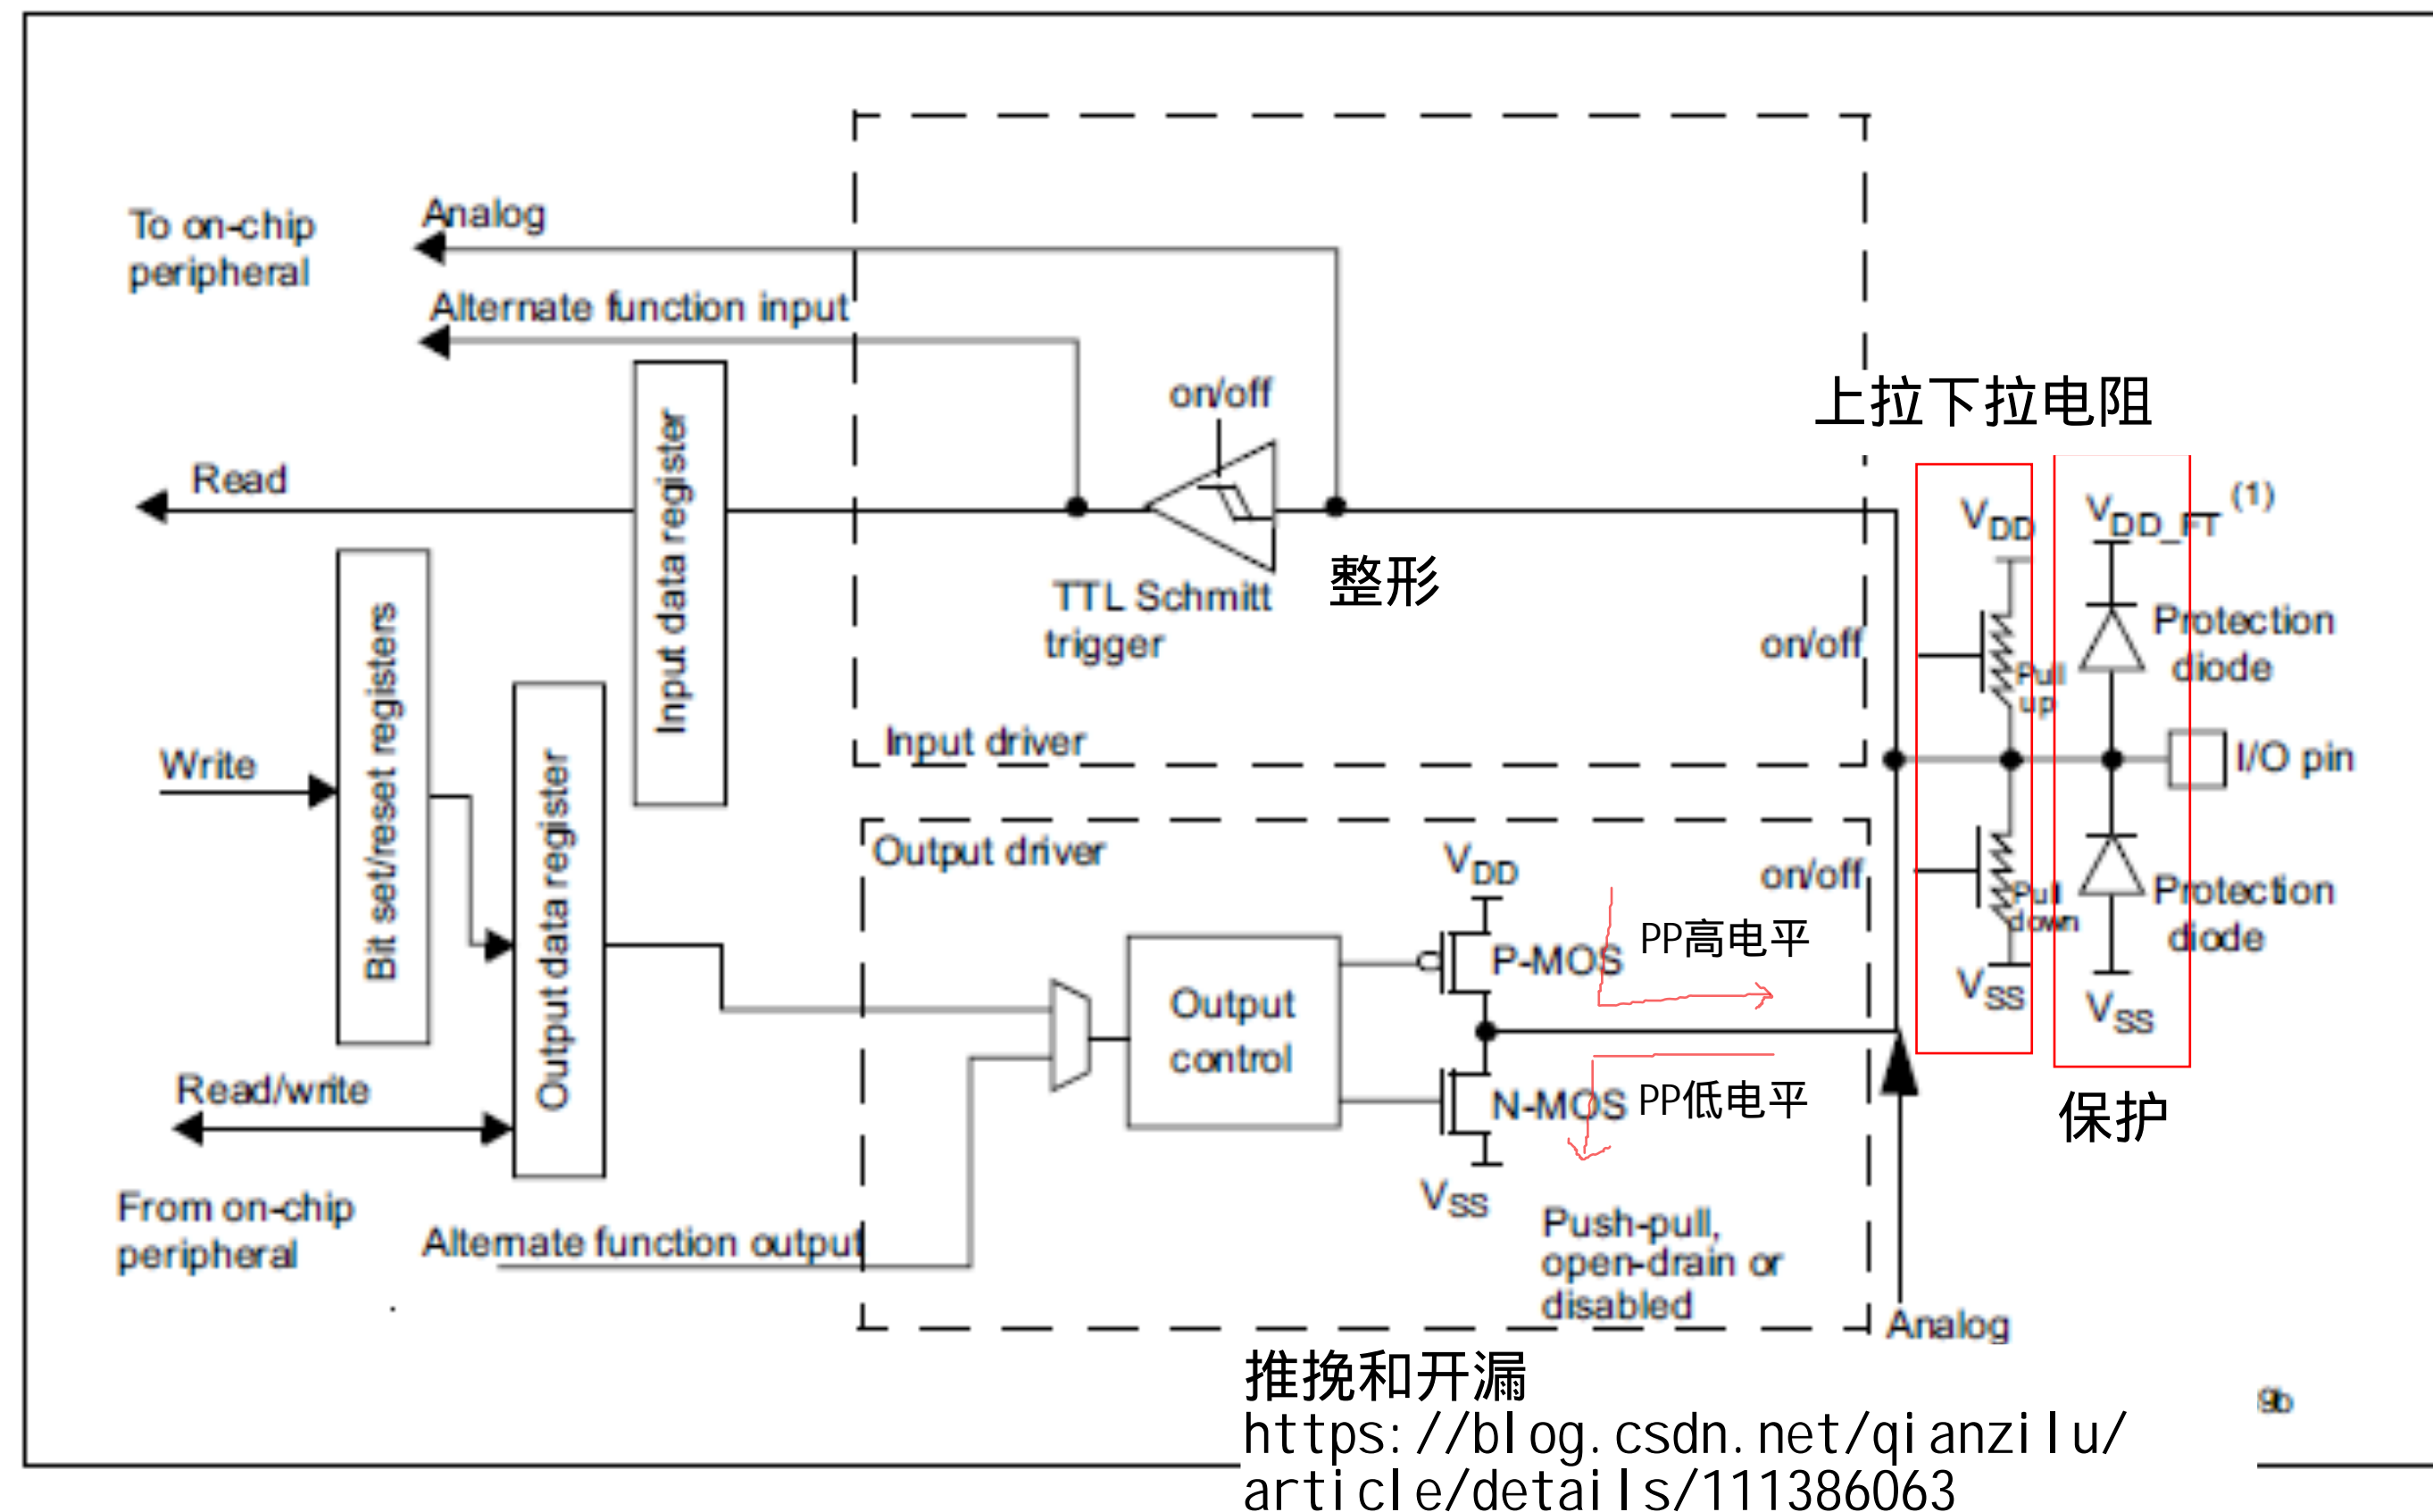 To on-chip
peripheral
Analog
Alternate function input
on/off
Read
Input data register
TTL Schmitt
trigger
整形
上拉下拉电阻
VDD
VDD_FT (1)
on/off
Pull
up
Protection
diode
Input driver
I/O pin
Write
Bit set/reset registers
Output data register
Output driver
VDD
on/off
Pull
down
Protection
diode
VSS
VSS
P-MOS
PP高电平
Output
control
N-MOS
PP低电平
VSS
保护
Read/write
From on-chip
peripheral
Alternate function output
Push-pull,
open-drain or
disabled
Analog
推挽和开漏
https://blog.csdn.net/qianzilu/
article/details/111386063
9b